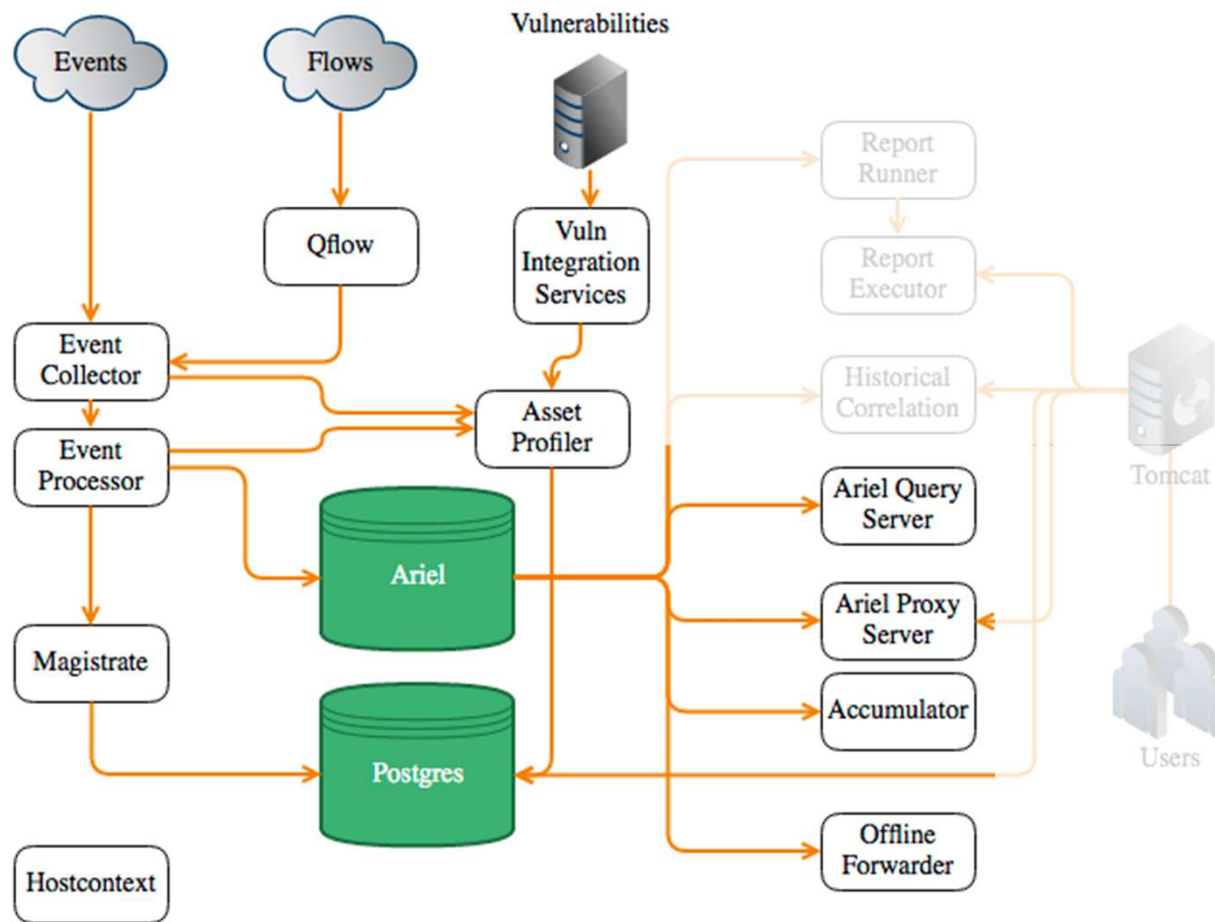 Vulnerabilities
Events
Flows
Report
Runner
Qflow
Vuln
Integration
Services
Report
Executor
Event
Collector
Historical
Correlation
Asset
Profiler
Event
Processor
Tomcat
Ariel Query
Server
Ariel
Ariel Proxy
Server
Magistrate
Accumulator
Users
Postgres
Offline
Forwarder
Hostcontext